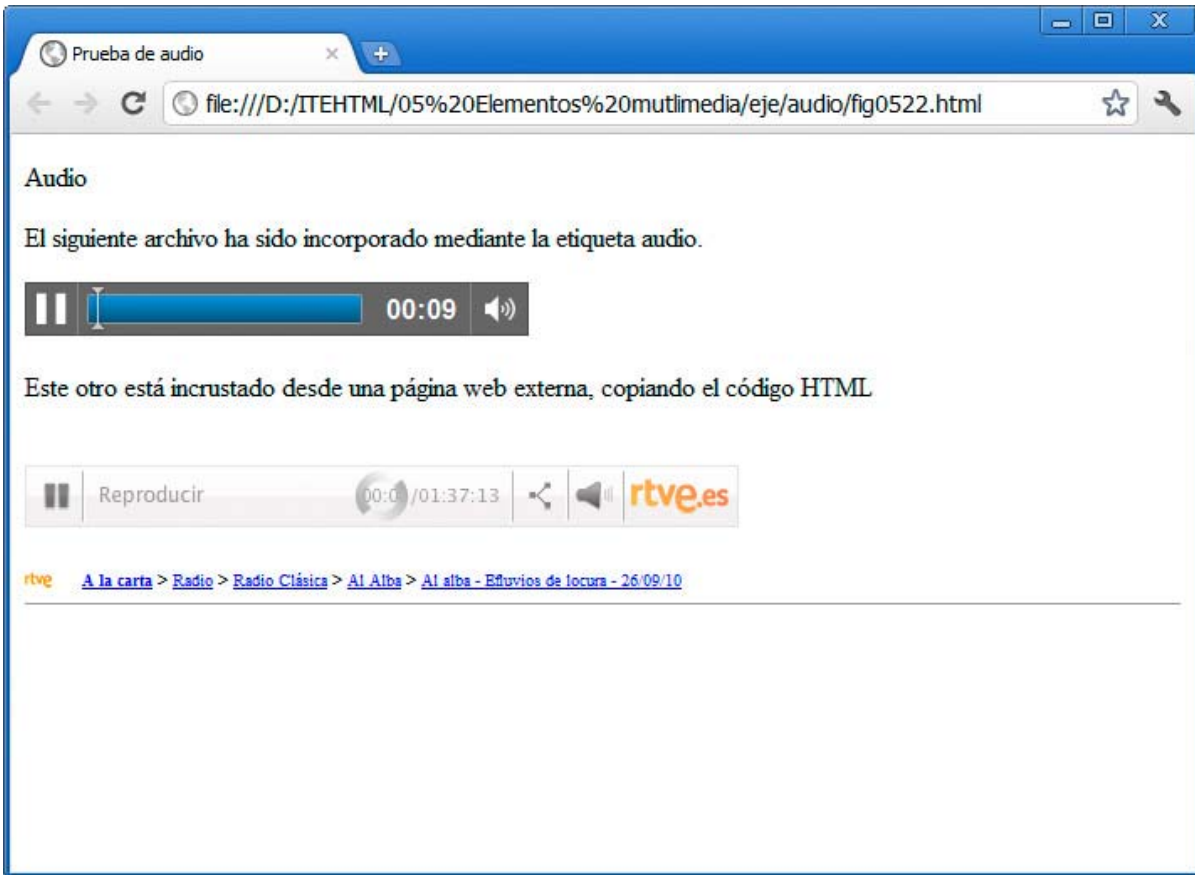 Prueba de audio
file:///D:/ITEHTML/05%20Elementos%20mutlimedia/eje/audio/fig0522.html
Audio
El siguiente archivo ha sido incorporado mediante la etiqueta audio.
00:09
Este otro está incrustado desde una página web externa, copiando el código HTML
Reproducir /01:37:13 rtve.es
rtve A la carta > Radio > Radio Clásica > Al Alba > Al alba - Efluvios de locura - 26/09/10